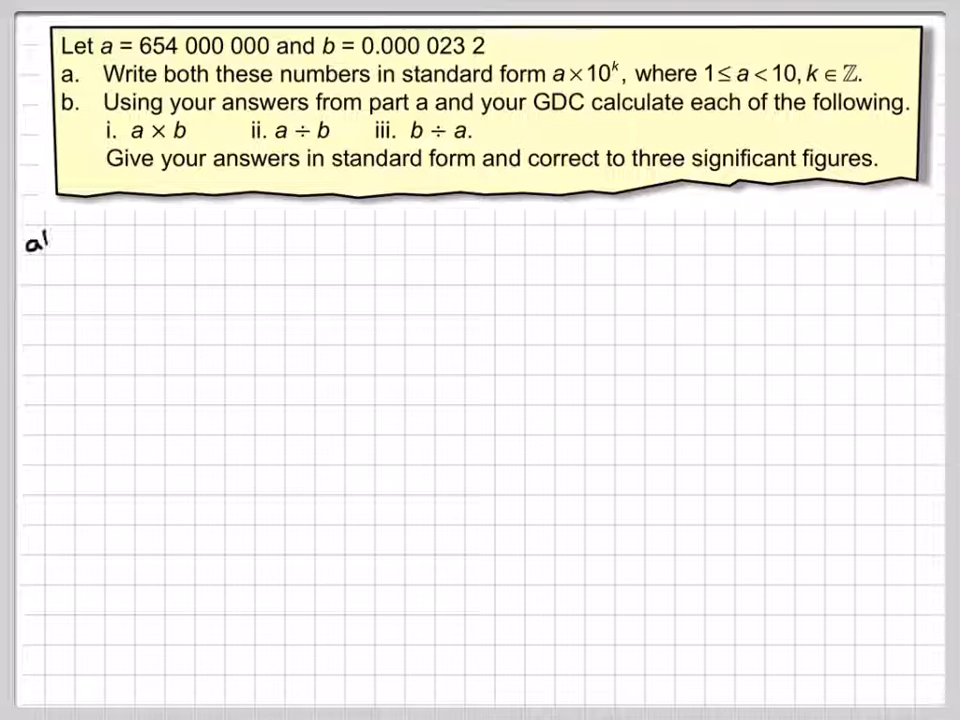 Let a = 654 000 000 and b = 0.000 023 2
a. Write both these numbers in standard form a × 10ᵏ, where 1 ≤ a < 10, k ∈ ℤ.
b. Using your answers from part a and your GDC calculate each of the following.
i. a × b ii. a ÷ b iii. b ÷ a.
Give your answers in standard form and correct to three significant figures.
a|